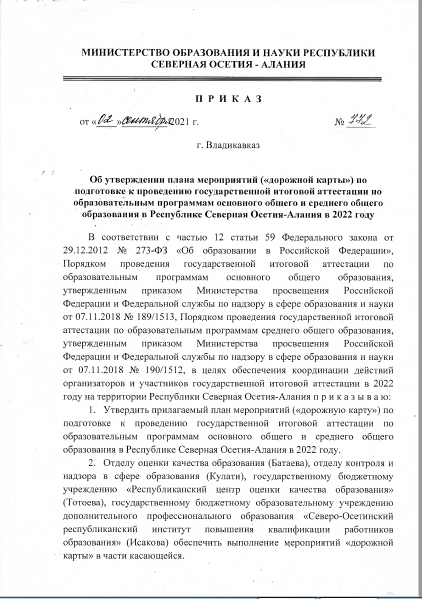 МИНИСТЕРСТВО ОБРАЗОВАНИЯ И НАУКИ РЕСПУБЛИКИ
СЕВЕРНАЯ ОСЕТИЯ - АЛАНИЯ
П Р И К А З
от «02 »сентября2021 г. № 772
г. Владикавказ
Об утверждении плана мероприятий («дорожной карты») по
подготовке к проведению государственной итоговой аттестации по
образовательным программам основного общего и среднего общего
образования в Республике Северная Осетия-Алания в 2022 году
В соответствии с частью 12 статьи 59 Федерального закона от
29.12.2012 № 273-ФЗ «Об образовании в Российской Федерации»,
Порядком проведения государственной итоговой аттестации по
образовательным программам основного общего образования,
утвержденным приказом Министерства просвещения Российской
Федерации и Федеральной службы по надзору в сфере образования и науки
от 07.11.2018 № 189/1513, Порядком проведения государственной итоговой
аттестации по образовательным программам среднего общего образования,
утвержденным приказом Министерства просвещения Российской
Федерации и Федеральной службы по надзору в сфере образования и науки
от 07.11.2018 № 190/1512, в целях обеспечения координации действий
организаторов и участников государственной итоговой аттестации в 2022
году на территории Республики Северная Осетия-Алания п р и к а з ы в а ю:
1. Утвердить прилагаемый план мероприятий («дорожную карту») по
подготовке к проведению государственной итоговой аттестации по
образовательным программам основного общего и среднего общего
образования в Республике Северная Осетия-Алания в 2022 году.
2. Отделу оценки качества образования (Батаева), отделу контроля и
надзора в сфере образования (Кулати), государственному бюджетному
учреждению «Республиканский центр оценки качества образования»
(Тотоева), государственному бюджетному образовательному учреждению
дополнительного профессионального образования «Северо-Осетинский
республиканский институт повышения квалификации работников
образования» (Исакова) обеспечить выполнение мероприятий «дорожной
карты» в части касающейся.